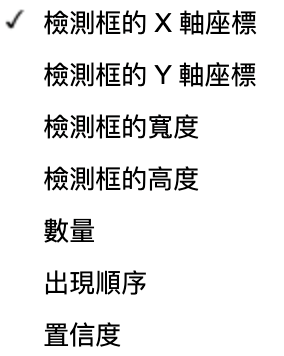 檢測框的 X 軸座標
檢測框的 Y 軸座標
檢測框的寬度
檢測框的高度
數量
出現順序
置信度